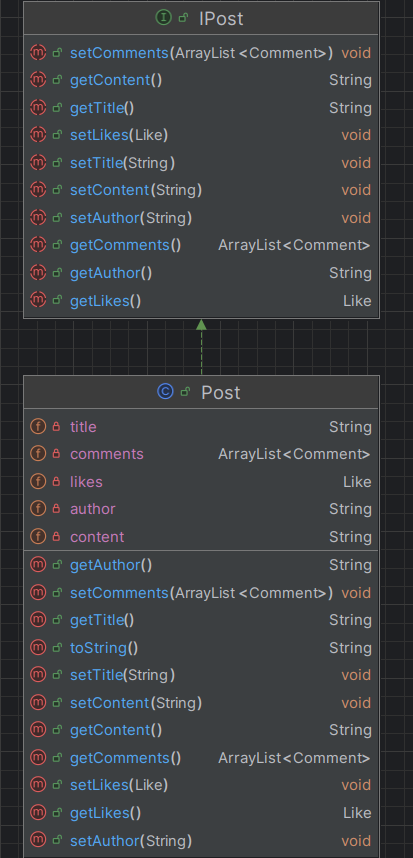 IPost
setComments(ArrayList<Comment>) void
getContent() String
getTitle() String
setLikes(Like) void
setTitle(String) void
setContent(String) void
setAuthor(String) void
getComments() ArrayList<Comment>
getAuthor() String
getLikes() Like
Post
title String
comments ArrayList<Comment>
likes Like
author String
content String
getAuthor() String
setComments(ArrayList<Comment>) void
getTitle() String
toString() String
setTitle(String) void
setContent(String) void
getContent() String
getComments() ArrayList<Comment>
setLikes(Like) void
getLikes() Like
setAuthor(String) void